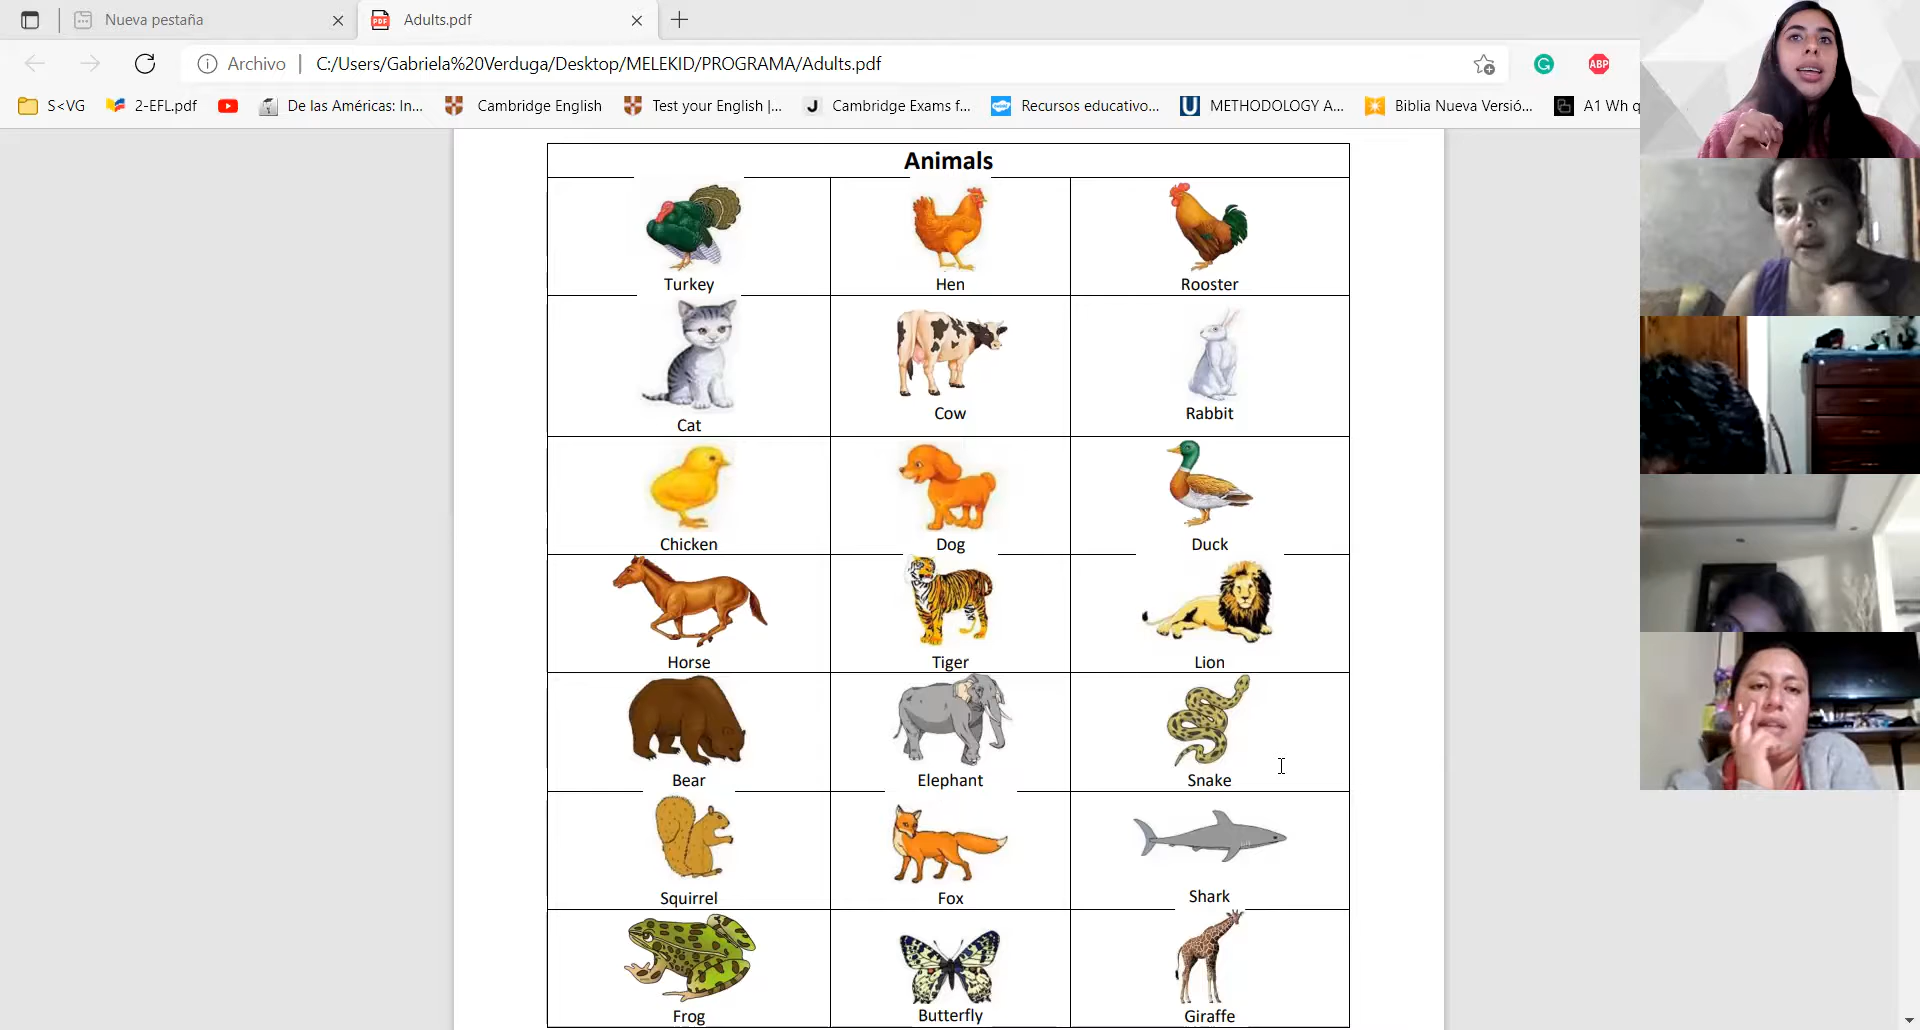 Nueva pestaña
Adults.pdf
Archivo | C:/Users/Gabriela%20Verduga/Desktop/MELEKID/PROGRAMA/Adults.pdf
ABP
S<VG
2-EFL.pdf
De las Américas: In...
Cambridge English
Test your English |...
J Cambridge Exams f...
Recursos educativo...
U METHODOLOGY A...
Biblia Nueva Versió...
A1 Wh q
Animals
Turkey Hen Rooster
Cat Cow Rabbit
Chicken Dog Duck
Horse Tiger Lion
Bear Elephant Snake
Squirrel Fox Shark
Frog Butterfly Giraffe